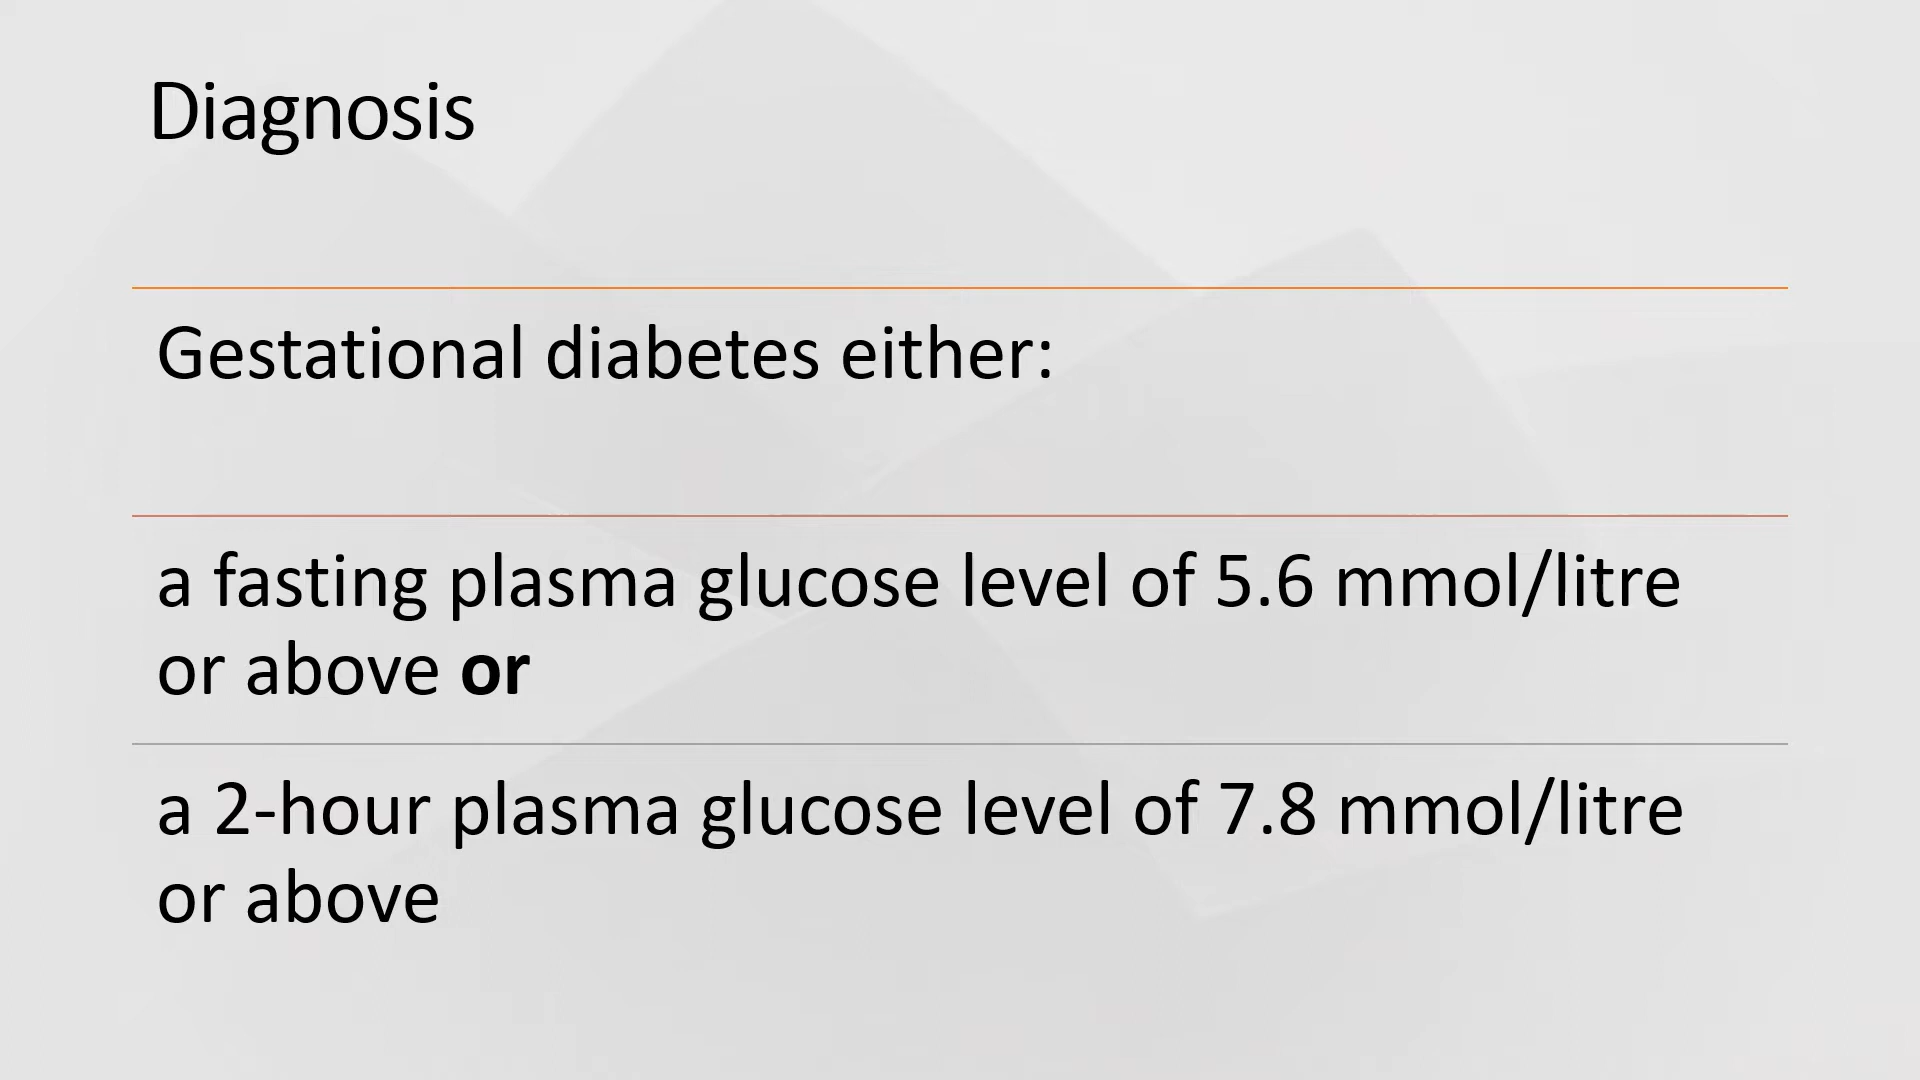 Diagnosis
Gestational diabetes either:
a fasting plasma glucose level of 5.6 mmol/litre
or above or
a 2-hour plasma glucose level of 7.8 mmol/litre
or above